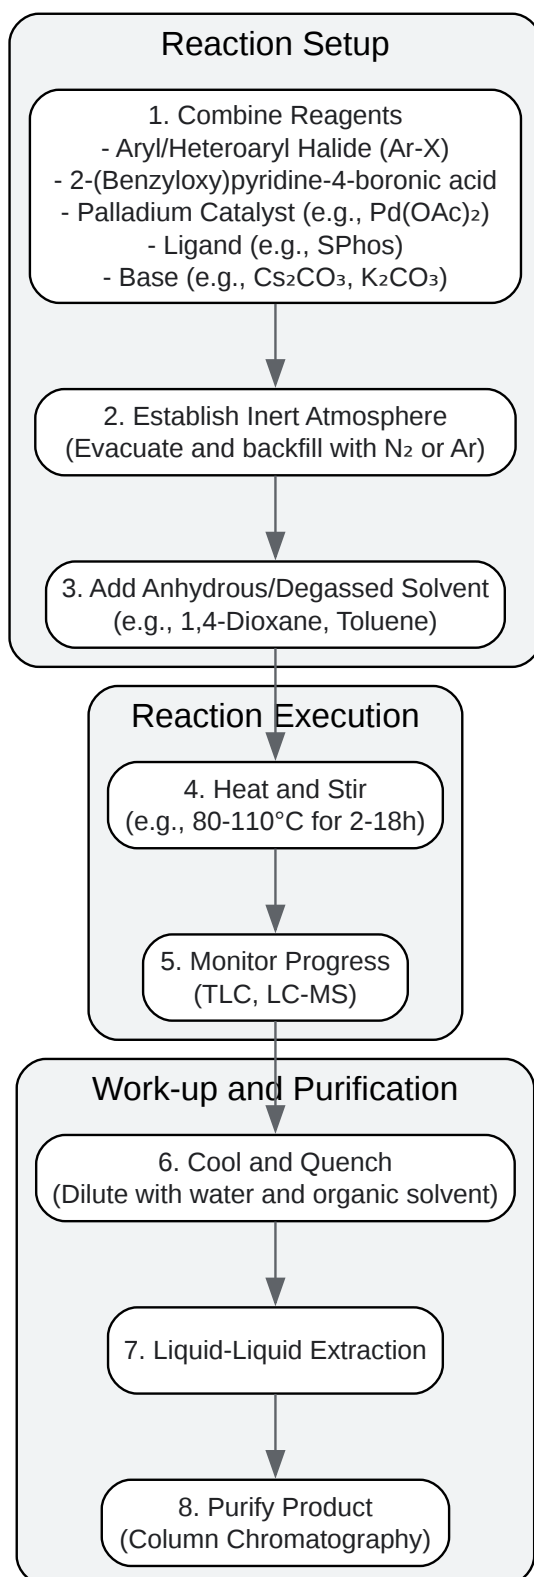 Reaction Setup
1. Combine Reagents
- Aryl/Heteroaryl Halide (Ar-X)
- 2-(Benzyloxy)pyridine-4-boronic acid
- Palladium Catalyst (e.g., Pd(OAc)₂)
- Ligand (e.g., SPhos)
- Base (e.g., Cs₂CO₃, K₂CO₃)
2. Establish Inert Atmosphere
(Evacuate and backfill with N₂ or Ar)
3. Add Anhydrous/Degassed Solvent
(e.g., 1,4-Dioxane, Toluene)
Reaction Execution
4. Heat and Stir
(e.g., 80-110°C for 2-18h)
5. Monitor Progress
(TLC, LC-MS)
Work-up and Purification
6. Cool and Quench
(Dilute with water and organic solvent)
7. Liquid-Liquid Extraction
8. Purify Product
(Column Chromatography)